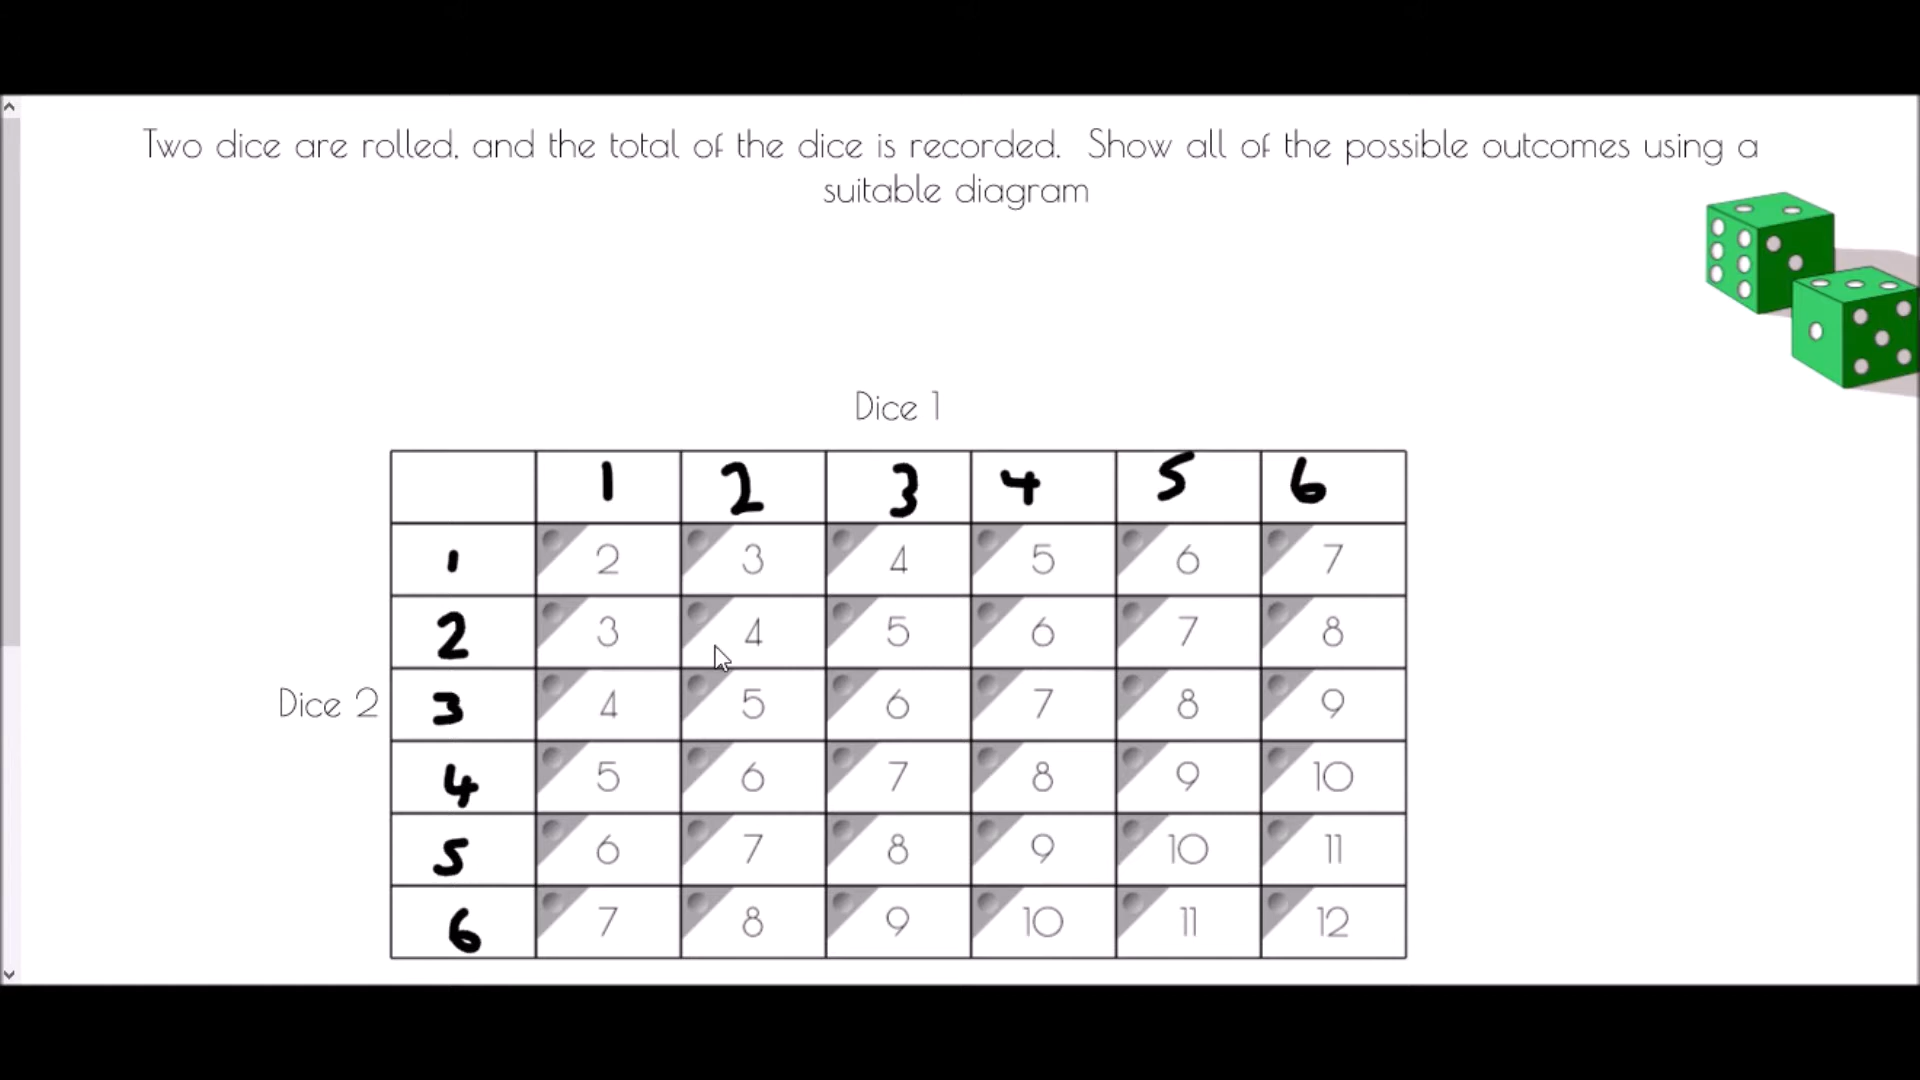 Two dice are rolled, and the total of the dice is recorded. Show all of the possible outcomes using a
suitable diagram
Dice 1
1 2 3 4 5 6
1 2 3 4 5 6 7
2 3 4 5 6 7 8
Dice 2 3 4 5 6 7 8 9
4 5 6 7 8 9 10
5 6 7 8 9 10 11
6 7 8 9 10 11 12